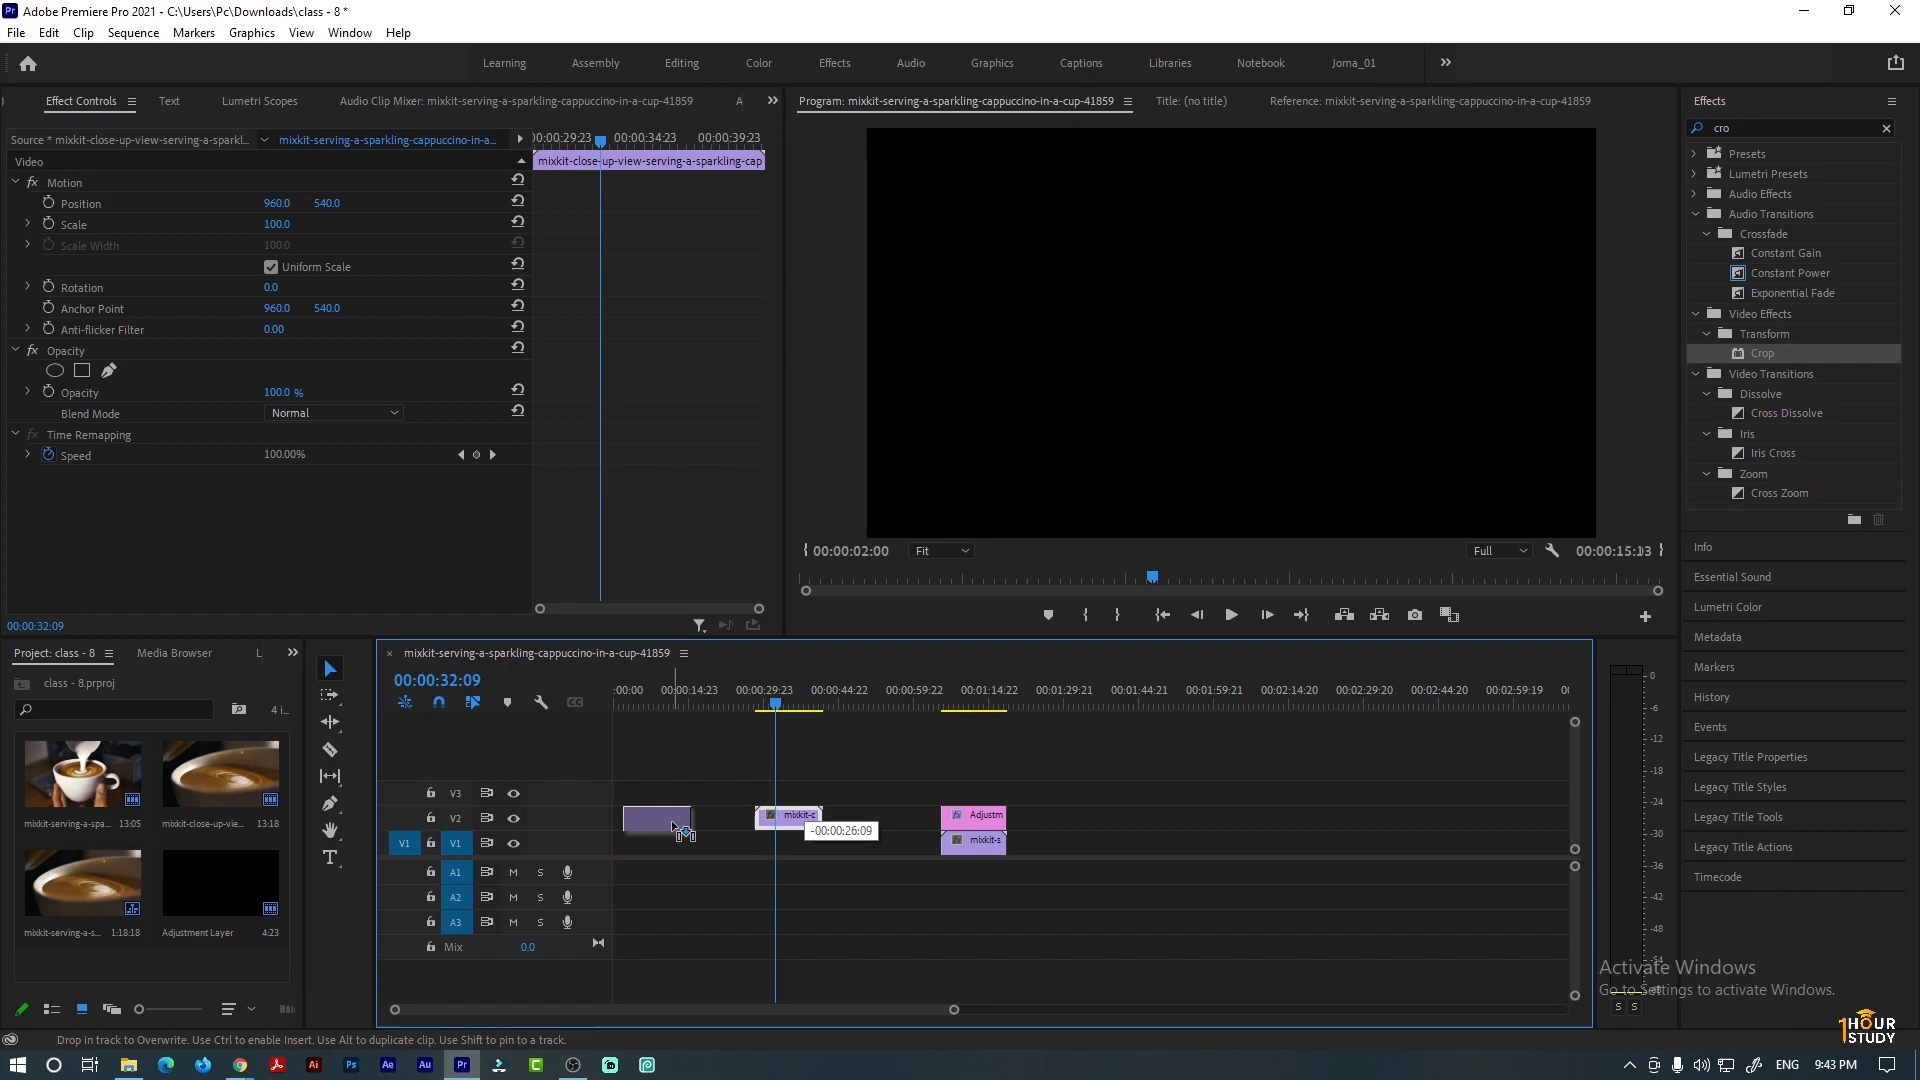 Adobe Premiere Pro 2021 - C:\Users\Pc\Downloads\class - 8 *
File Edit Clip Sequence Markers Graphics View Window Help
Learning Assembly Editing Color Effects Audio Graphics Captions Libraries Notebook Joma_01
Effect Controls Text Lumetri Scopes Audio Clip Mixer: mixkit-serving-a-sparkling-cappuccino-in-a-cup-41859 A
Program: mixkit-serving-a-sparkling-cappuccino-in-a-cup-41859 Title: (no title) Reference: mixkit-serving-a-sparkling-cappuccino-in-a-cup-41859
Effects
cro
Source * mixkit-close-up-view-serving-a-sparkl... mixkit-serving-a-sparkling-cappuccino-in-a...
00:00:29:23 00:00:34:23 00:00:39:23
Video
mixkit-close-up-view-serving-a-sparkling-cap
Motion
Position 960.0 540.0
Scale 100.0
Scale Width 100.0
Uniform Scale
Rotation 0.0
Anchor Point 960.0 540.0
Anti-flicker Filter 0.00
Opacity
Opacity 100.0 %
Blend Mode Normal
Time Remapping
Speed 100.00%
00:00:32:09
00:00:02:00 Fit Full 00:00:15:13
Presets
Lumetri Presets
Audio Effects
Audio Transitions
Crossfade
Constant Gain
Constant Power
Exponential Fade
Video Effects
Transform
Crop
Video Transitions
Dissolve
Cross Dissolve
Iris
Iris Cross
Zoom
Cross Zoom
Info
Essential Sound
Lumetri Color
Metadata
Markers
History
Events
Legacy Title Properties
Legacy Title Styles
Legacy Title Tools
Legacy Title Actions
Timecode
Project: class - 8 Media Browser L
class - 8.prproj
4 i...
mixkit-serving-a-spa... 13:05
mixkit-close-up-vie... 13:18
mixkit-serving-a-s... 1:18:18
Adjustment Layer 4:23
mixkit-serving-a-sparkling-cappuccino-in-a-cup-41859
00:00:32:09
:00:00 00:00:14:23 00:00:29:23 00:00:44:22 00:00:59:22 00:01:14:22 00:01:29:21 00:01:44:21 00:01:59:21 00:02:14:20 00:02:29:20 00:02:44:20 00:02:59:19 00
V3
V2 mixkit-c Adjustm
-00:00:26:09
V1 V1 mixkit-s
A1 M S
A2 M S
A3 M S
Mix 0.0
0
-6
-12
-18
-24
-30
-36
-42
-48
-54
S S
Activate Windows
Go to Settings to activate Windows.
1HOUR
STUDY
Drop in track to Overwrite. Use Ctrl to enable Insert. Use Alt to duplicate clip. Use Shift to pin to a track.
Ai Ps Ae Au Pr C
ENG 9:43 PM